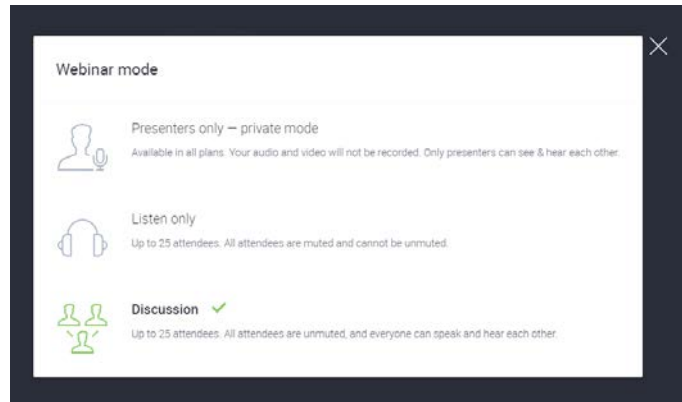 Webinar mode
Presenters only — private mode
Available in all plans. Your audio and video will not be recorded. Only presenters can see & hear each other.
Listen only
Up to 25 attendees. All attendees are muted and cannot be unmuted.
Discussion
Up to 25 attendees. All attendees are unmuted, and everyone can speak and hear each other.